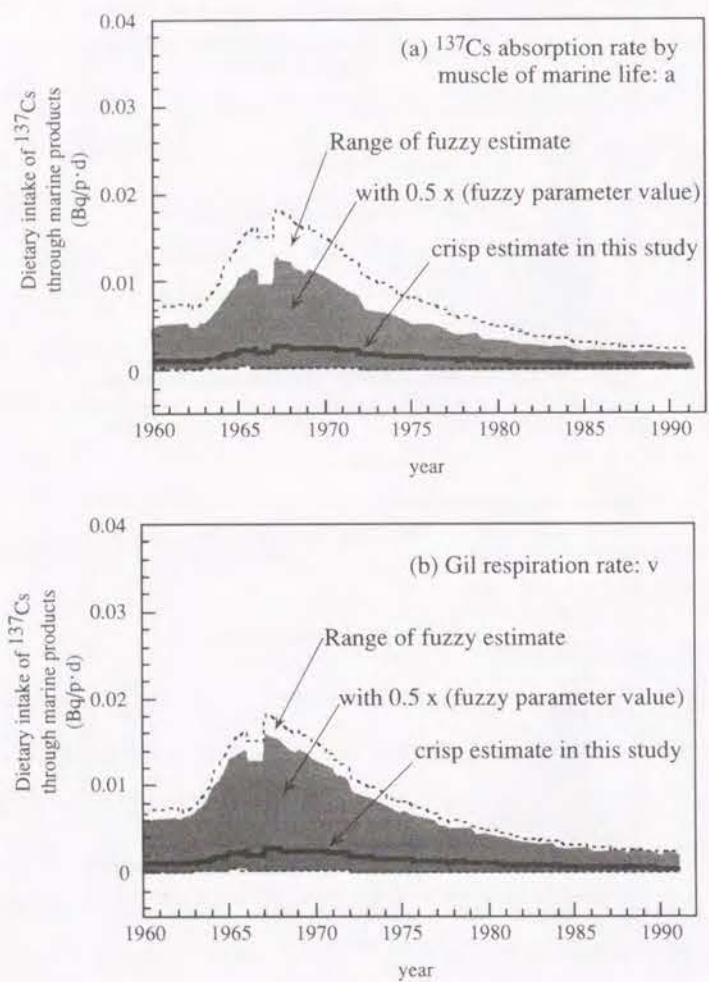 0.04
(a) ¹³⁷Cs absorption rate by
muscle of marine life: a
0.03
Range of fuzzy estimate
0.02
with 0.5 x (fuzzy parameter value)
crisp estimate in this study
0.01
0
Dietary intake of ¹³⁷Cs
through marine products
(Bq/p·d)
1960 1965 1970 1975 1980 1985 1990
year
0.04
(b) Gil respiration rate: v
0.03
Range of fuzzy estimate
0.02
with 0.5 x (fuzzy parameter value)
crisp estimate in this study
0.01
0
Dietary intake of ¹³⁷Cs
through marine products
(Bq/p·d)
1960 1965 1970 1975 1980 1985 1990
year